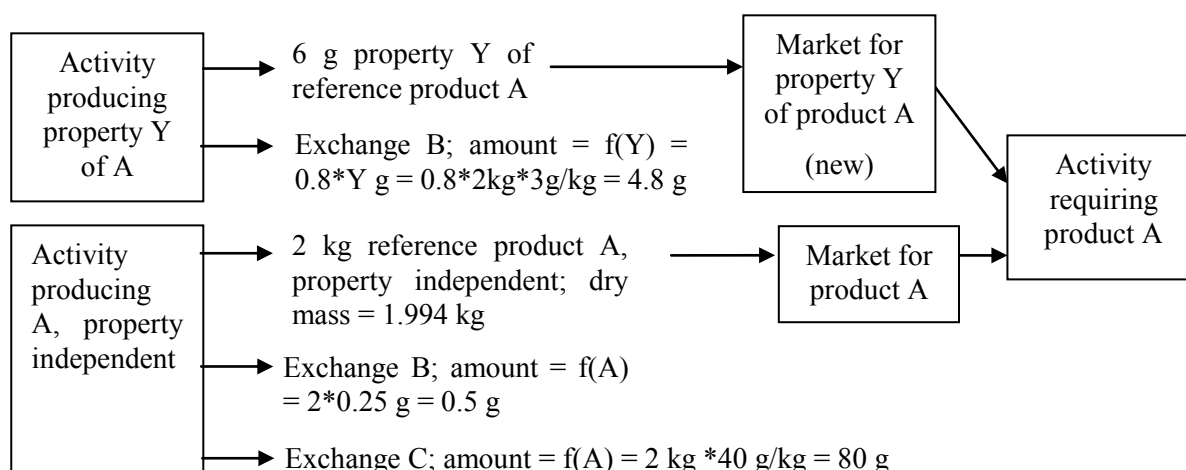 Activity
producing
property Y
of A
6 g property Y of
reference product A
Exchange B; amount = f(Y) =
0.8*Y g = 0.8*2kg*3g/kg = 4.8 g
Market for
property Y
of product A
(new)
Activity
requiring
product A
Activity
producing
A, property
independent
2 kg reference product A,
property independent; dry
mass = 1.994 kg
Market for
product A
Exchange B; amount = f(A)
= 2*0.25 g = 0.5 g
Exchange C; amount = f(A) = 2 kg *40 g/kg = 80 g